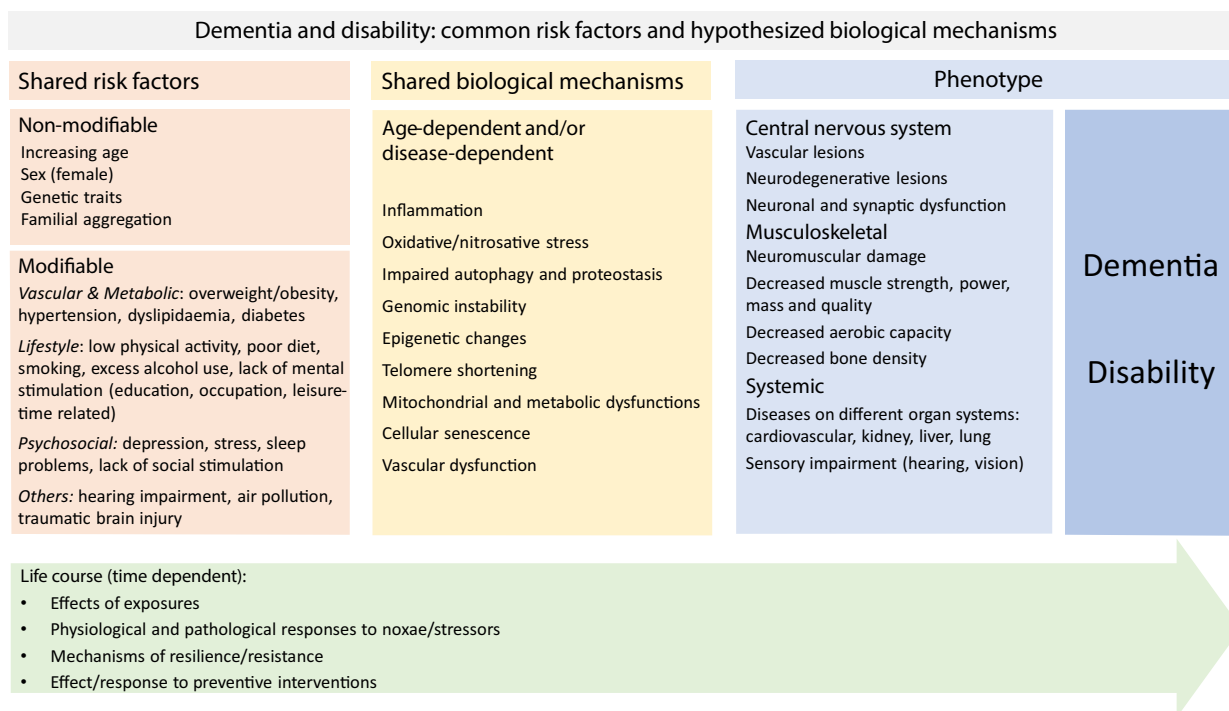 Dementia and disability: common risk factors and hypothesized biological mechanisms
Shared risk factors
Non-modifiable
Increasing age
Sex (female)
Genetic traits
Familial aggregation
Modifiable
Vascular & Metabolic: overweight/obesity,
hypertension, dyslipidaemia, diabetes
Lifestyle: low physical activity, poor diet,
smoking, excess alcohol use, lack of mental
stimulation (education, occupation, leisure-
time related)
Psychosocial: depression, stress, sleep
problems, lack of social stimulation
Others: hearing impairment, air pollution,
traumatic brain injury
Shared biological mechanisms
Age-dependent and/or
disease-dependent
Inflammation
Oxidative/nitrosative stress
Impaired autophagy and proteostasis
Genomic instability
Epigenetic changes
Telomere shortening
Mitochondrial and metabolic dysfunctions
Cellular senescence
Vascular dysfunction
Phenotype
Central nervous system
Vascular lesions
Neurodegenerative lesions
Neuronal and synaptic dysfunction
Musculoskeletal
Neuromuscular damage
Decreased muscle strength, power,
mass and quality
Decreased aerobic capacity
Decreased bone density
Systemic
Diseases on different organ systems:
cardiovascular, kidney, liver, lung
Sensory impairment (hearing, vision)
Dementia
Disability
Life course (time dependent):
• Effects of exposures
• Physiological and pathological responses to noxae/stressors
• Mechanisms of resilience/resistance
• Effect/response to preventive interventions